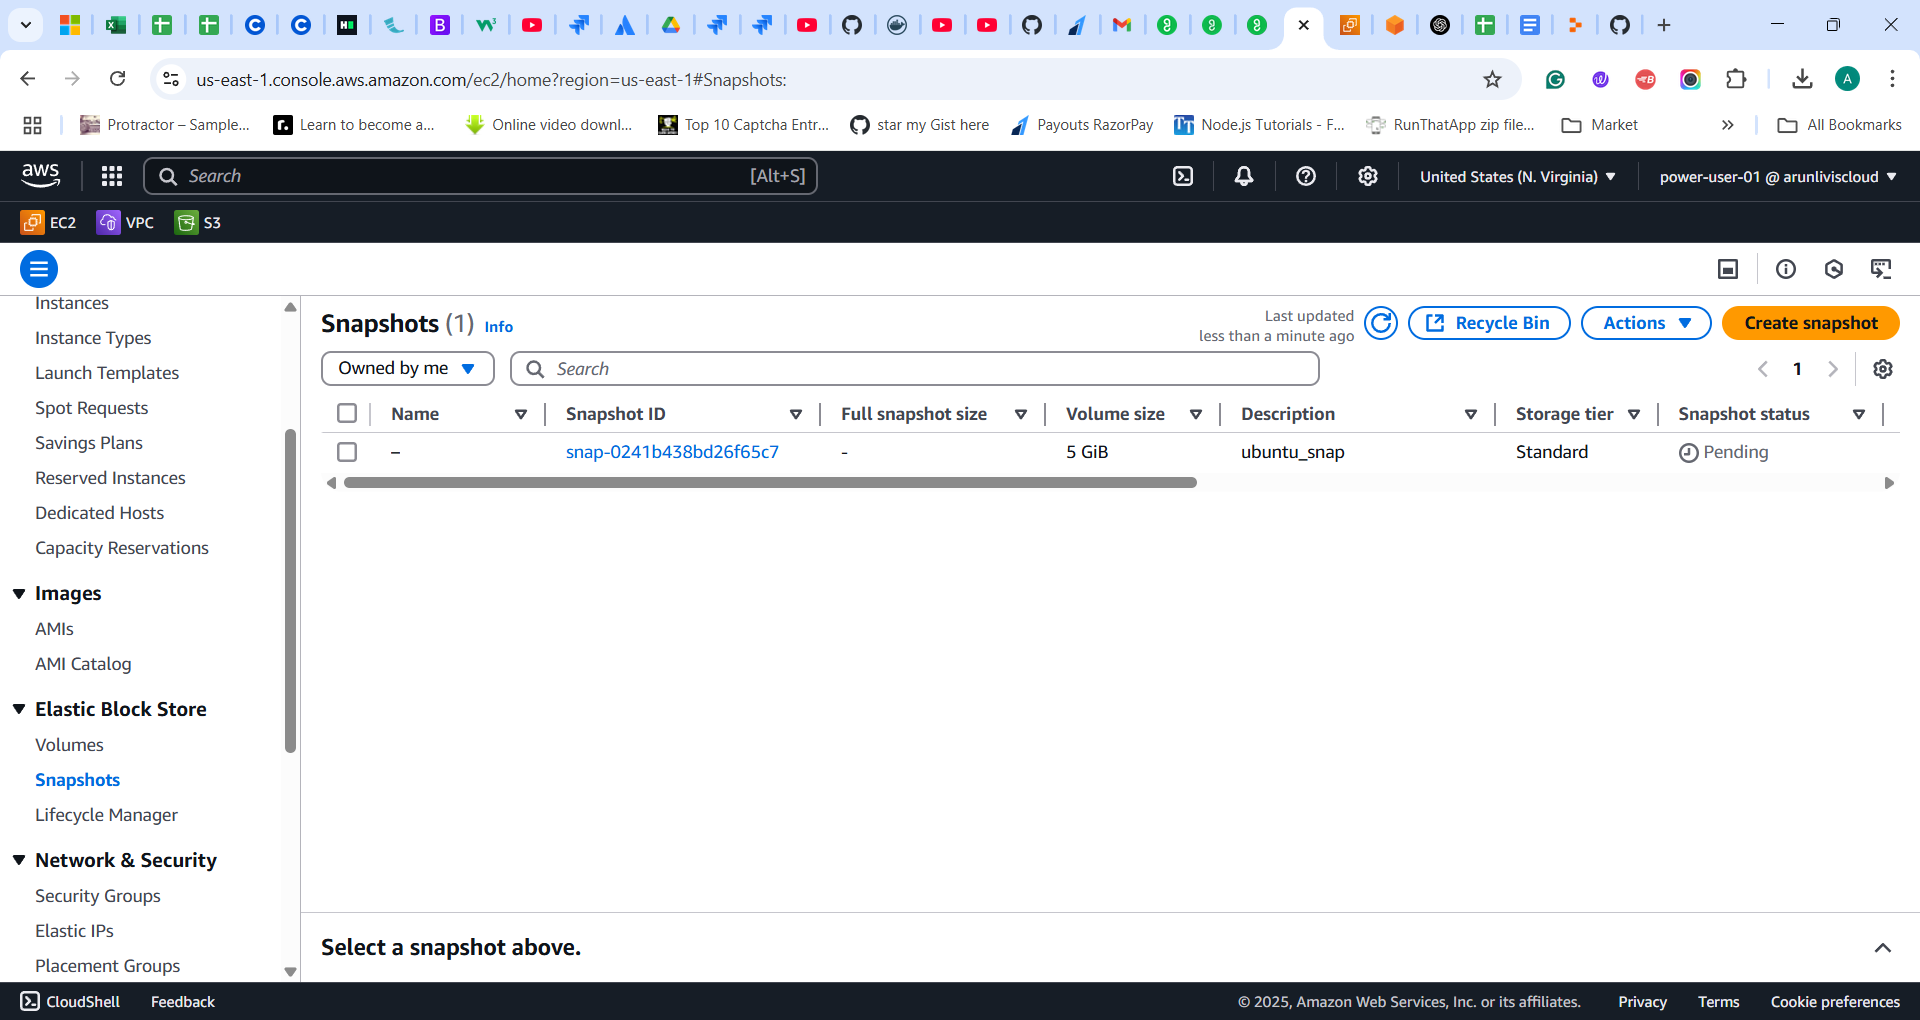 us-east-1.console.aws.amazon.com/ec2/home?region=us-east-1#Snapshots:
A
Protractor – Sample...
Learn to become a...
Online video downl...
Top 10 Captcha Entr...
star my Gist here
Payouts RazorPay
Node.js Tutorials - F...
RunThatApp zip file...
Market
All Bookmarks
aws
Search
[Alt+S]
United States (N. Virginia)
power-user-01 @ arunliviscloud
EC2
VPC
S3
Instances
Instance Types
Launch Templates
Spot Requests
Savings Plans
Reserved Instances
Dedicated Hosts
Capacity Reservations
Images
AMIs
AMI Catalog
Elastic Block Store
Volumes
Snapshots
Lifecycle Manager
Network & Security
Security Groups
Elastic IPs
Placement Groups
Snapshots (1) Info
Last updated
less than a minute ago
Recycle Bin
Actions
Create snapshot
Owned by me
Search
1
Name Snapshot ID Full snapshot size Volume size Description Storage tier Snapshot status
– snap-0241b438bd26f65c7 - 5 GiB ubuntu_snap Standard Pending
Select a snapshot above.
CloudShell Feedback © 2025, Amazon Web Services, Inc. or its affiliates. Privacy Terms Cookie preferences